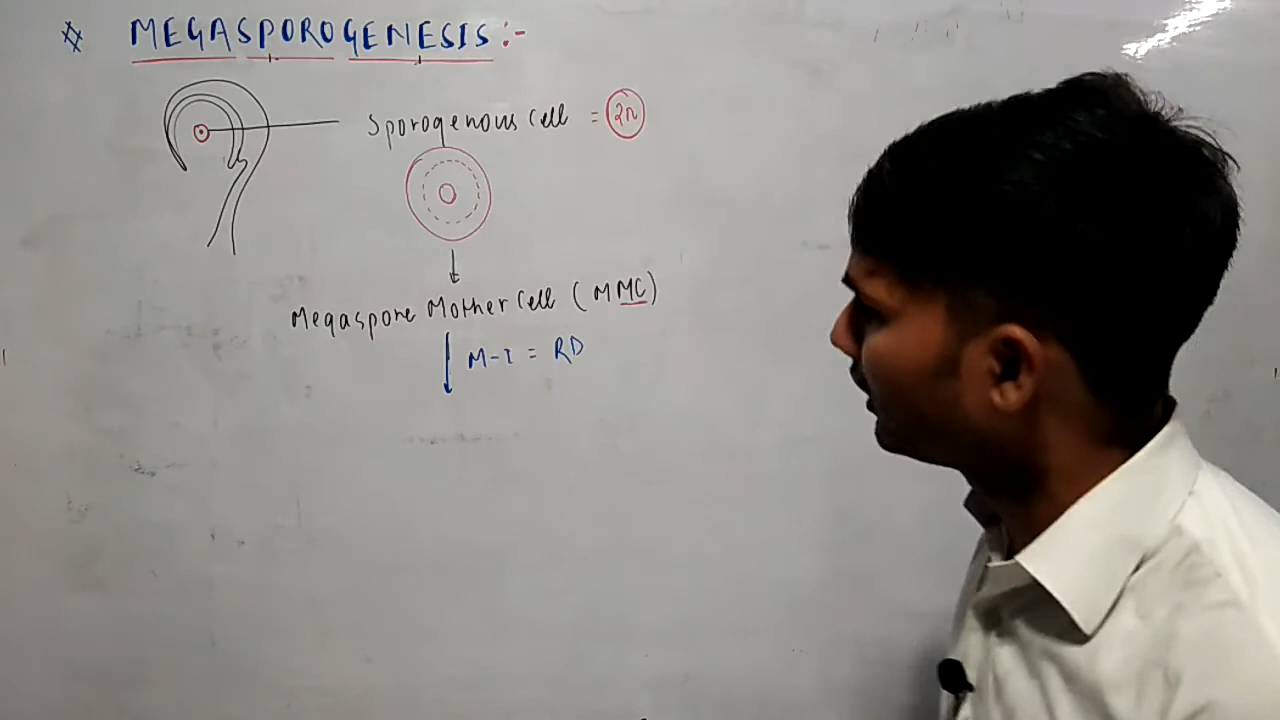 MEGASPOROGENESIS:-
Sporogenous cell = 2n
Megaspore Mother cell (MMC)
M-I = RD